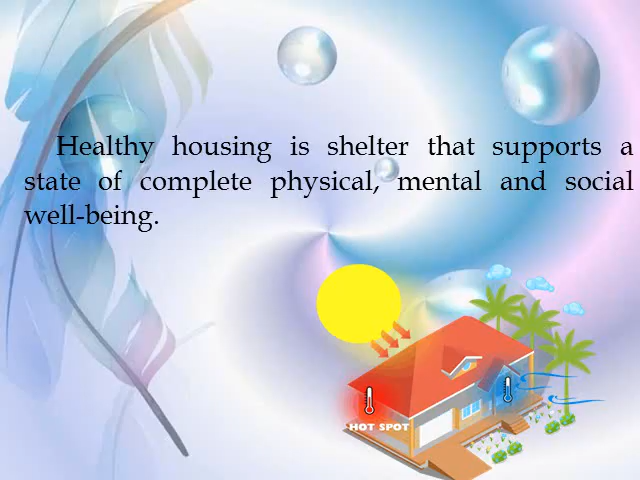 Healthy housing is shelter that supports a
state of complete physical, mental and social
well-being.
HOT SPOT